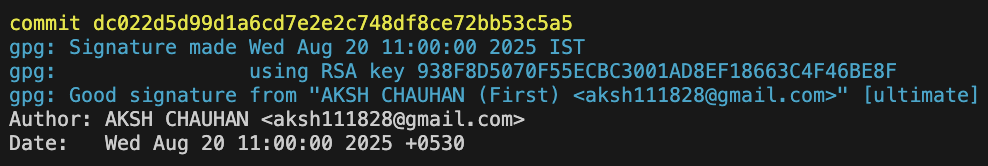 commit dc022d5d99d1a6cd7e2e2c748df8ce72bb53c5a5
gpg: Signature made Wed Aug 20 11:00:00 2025 IST
gpg:                using RSA key 938F8D5070F55ECBC3001AD8EF18663C4F46BE8F
gpg: Good signature from "AKSH CHAUHAN (First) <aksh111828@gmail.com>" [ultimate]
Author: AKSH CHAUHAN <aksh111828@gmail.com>
Date:   Wed Aug 20 11:00:00 2025 +0530